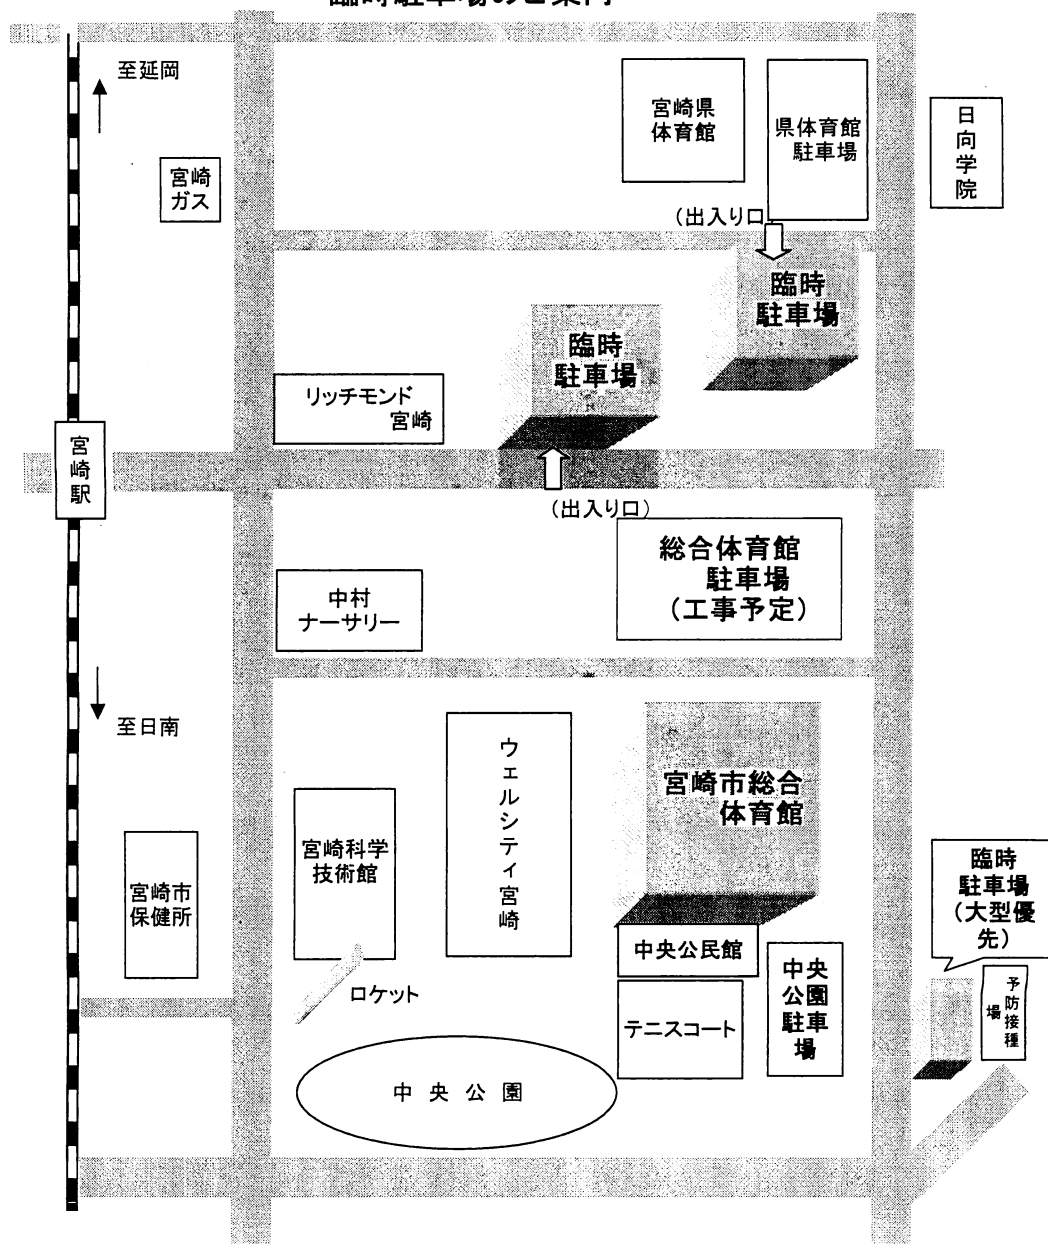 臨時駐車場のご案内
至延岡
宮崎県
体育館
県体育館
駐車場
日向学院
宮崎
ガス
(出入り口
臨時
駐車場
臨時
駐車場
リッチモンド
宮崎
宮崎駅
(出入り口)
総合体育館
駐車場
(工事予定)
中村
ナーサリー
至日南
ウェルシティ宮崎
宮崎市総合
体育館
宮崎科学
技術館
宮崎市
保健所
臨時
駐車場
(大型優
先)
中央公民館
中央
公園
駐車
場
予防接種
場
ロケット
テニスコート
中央公園